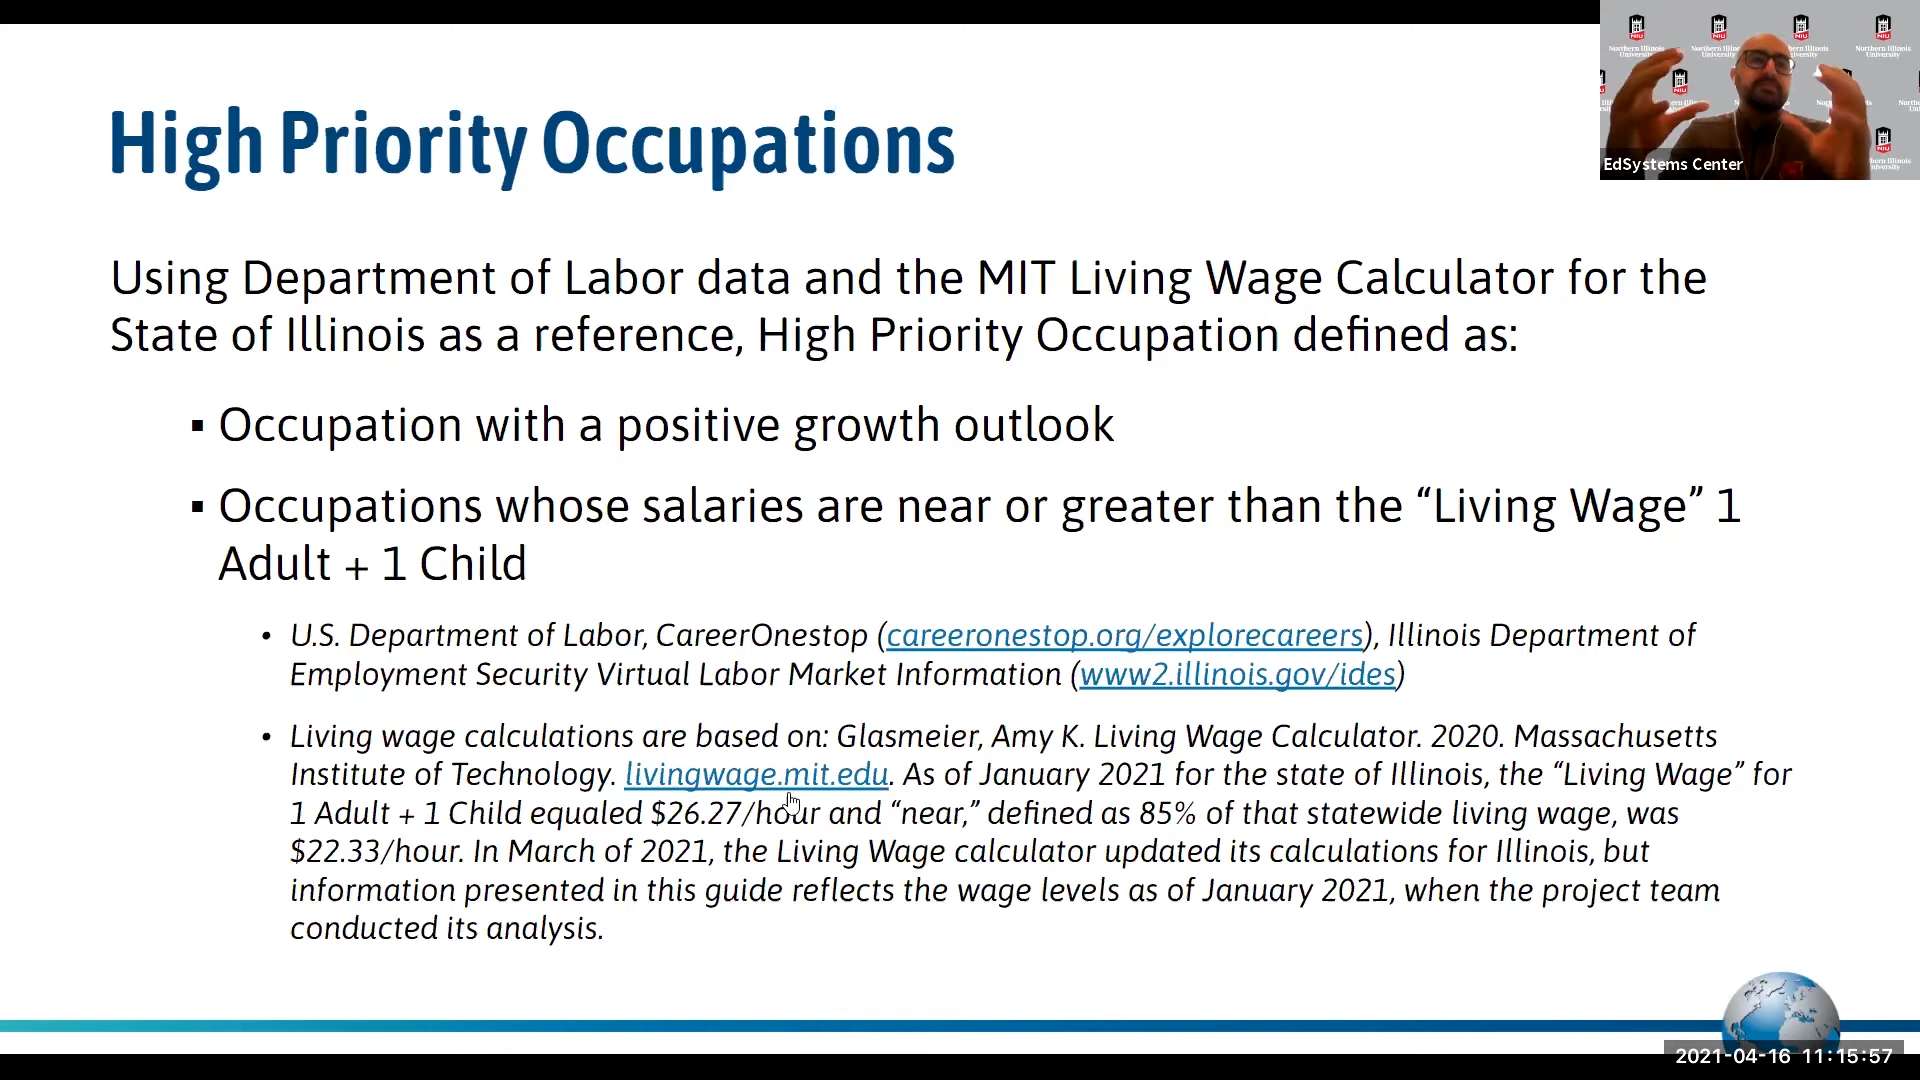 High Priority Occupations
Using Department of Labor data and the MIT Living Wage Calculator for the
State of Illinois as a reference, High Priority Occupation defined as:
▪ Occupation with a positive growth outlook
▪ Occupations whose salaries are near or greater than the “Living Wage” 1
Adult + 1 Child
• U.S. Department of Labor, CareerOnestop (careeronestop.org/explorecareers), Illinois Department of
Employment Security Virtual Labor Market Information (www2.illinois.gov/ides)
• Living wage calculations are based on: Glasmeier, Amy K. Living Wage Calculator. 2020. Massachusetts
Institute of Technology. livingwage.mit.edu. As of January 2021 for the state of Illinois, the “Living Wage” for
1 Adult + 1 Child equaled $26.27/hour and “near,” defined as 85% of that statewide living wage, was
$22.33/hour. In March of 2021, the Living Wage calculator updated its calculations for Illinois, but
information presented in this guide reflects the wage levels as of January 2021, when the project team
conducted its analysis.
NIU
Northern Illinois
University
NIU
Northern Illinois
University
EdSystems Center
2021-04-16 11:15:57